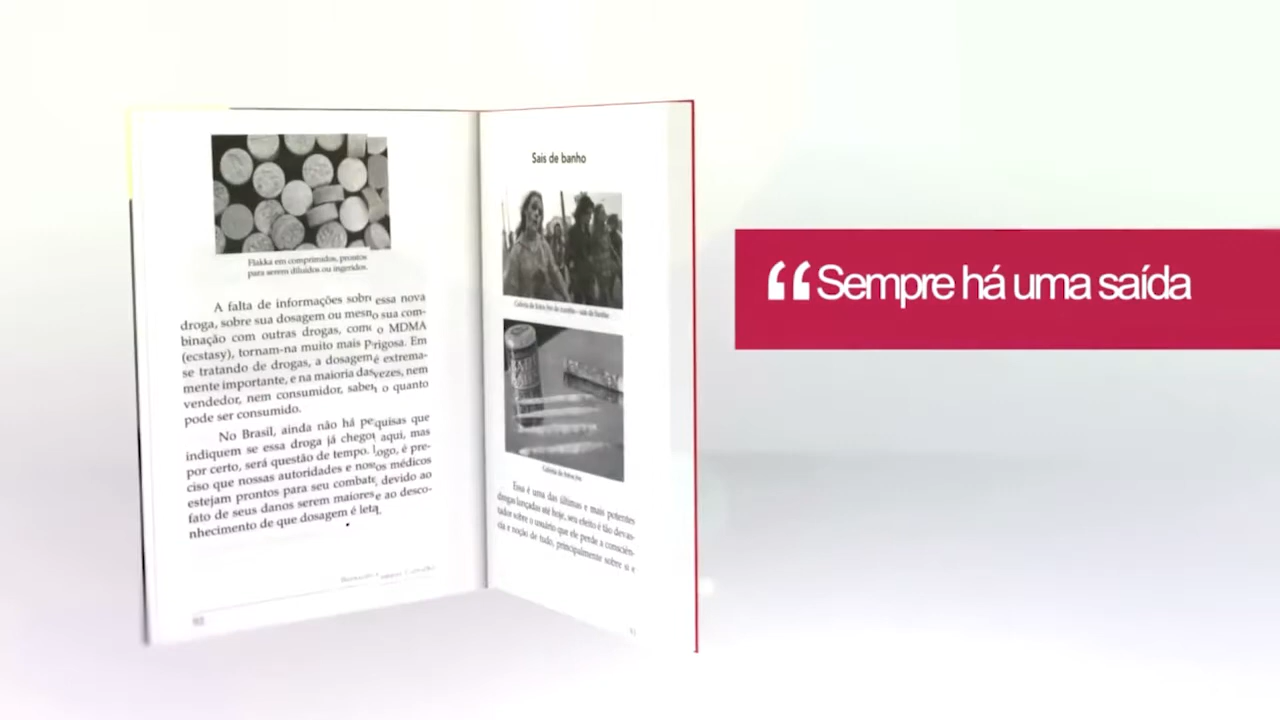 Flakka em comprimidos, prontos
para serem diluídos ou ingeridos.
A falta de informações sobre essa nova
droga, sobre sua dosagem ou mesmo sua com-
binação com outras drogas, como o MDMA
(ecstasy), tornam-na muito mais perigosa. Em
se tratando de drogas, a dosagem é extrema-
mente importante, e na maioria das vezes, nem
vendedor, nem consumidor, sabem o quanto
pode ser consumido.
No Brasil, ainda não há pesquisas que
indiquem se essa droga já chegou aqui, mas
por certo, será questão de tempo. Logo, é pre-
ciso que nossas autoridades e nossos médicos
estejam prontos para seu combate, devido ao
fato de seus danos serem maiores e ao desco-
nhecimento de que dosagem é letal.
Sais de banho
Essa é uma das últimas e mais potentes
drogas lançadas até hoje, seu efeito é tão devas-
tador sobre o usuário que ele perde a consciên-
cia e noção de tudo, principalmente sobre si e
“Sempre há uma saída